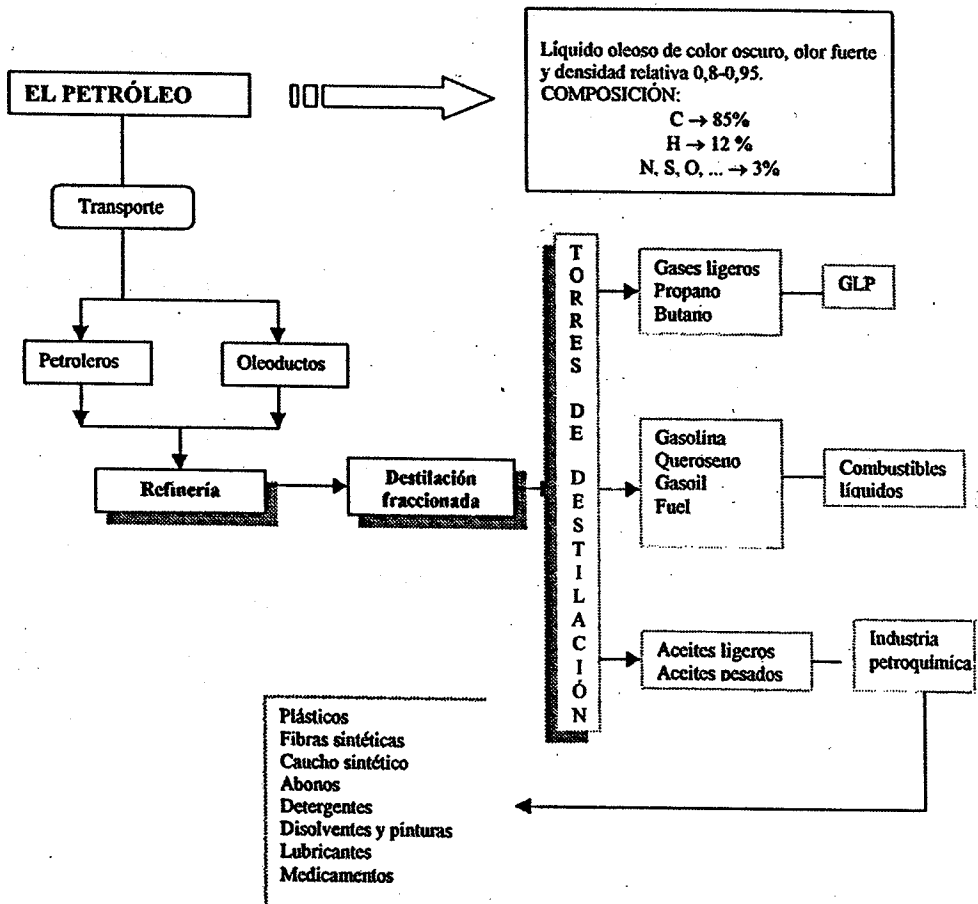 EL PETRÓLEO
Líquido oleoso de color oscuro, olor fuerte
y densidad relativa 0,8-0,95.
COMPOSICIÓN:
C → 85%
H → 12 %
N, S, O, ... → 3%
Transporte
Petroleros
Oleoductos
Refinería
Destilación
fraccionada
TORRES DE DESTILACIÓN
Gases ligeros
Propano
Butano
GLP
Gasolina
Queroseno
Gasoil
Fuel
Combustibles
líquidos
Aceites ligeros
Aceites pesados
Industria
petroquímica
Plásticos
Fibras sintéticas
Caucho sintético
Abonos
Detergentes
Disolventes y pinturas
Lubricantes
Medicamentos